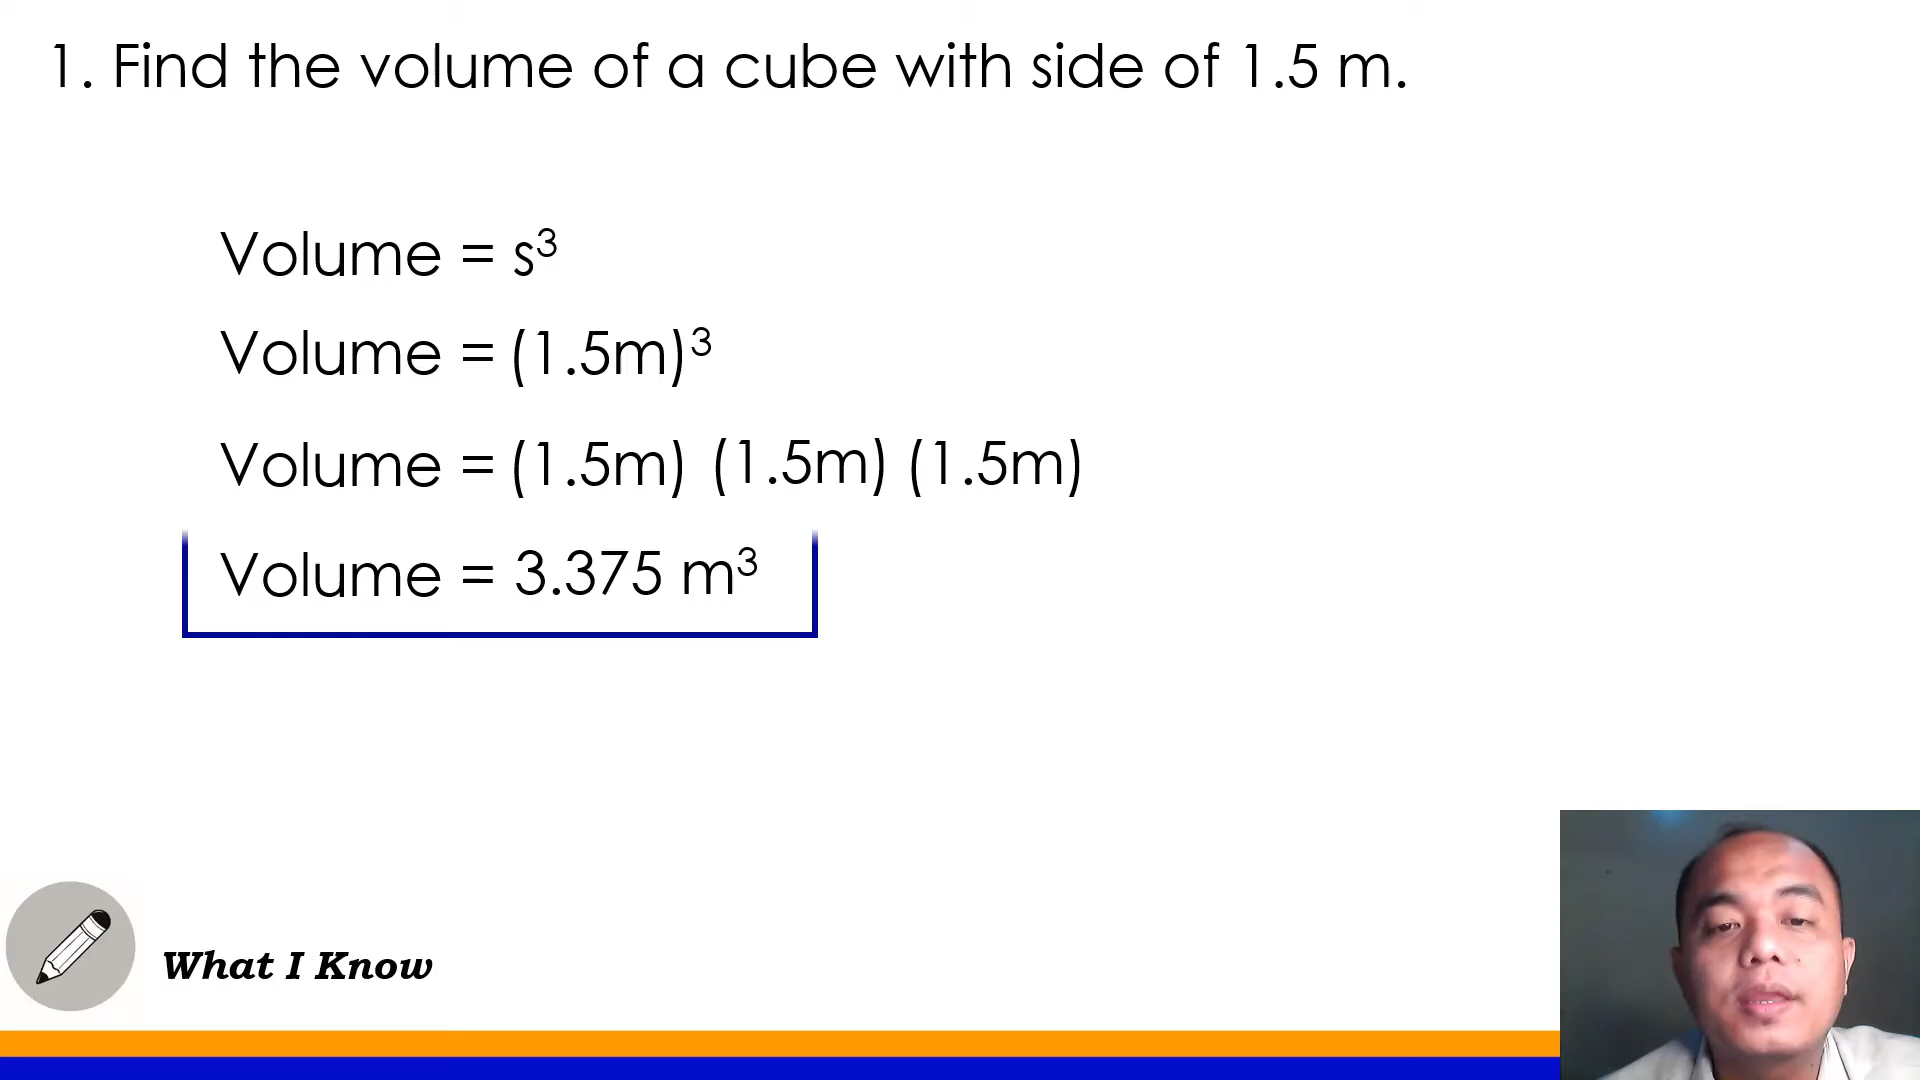 1. Find the volume of a cube with side of 1.5 m.
Volume = s³
Volume = (1.5m)³
Volume = (1.5m) (1.5m) (1.5m)
Volume = 3.375 m³
What I Know